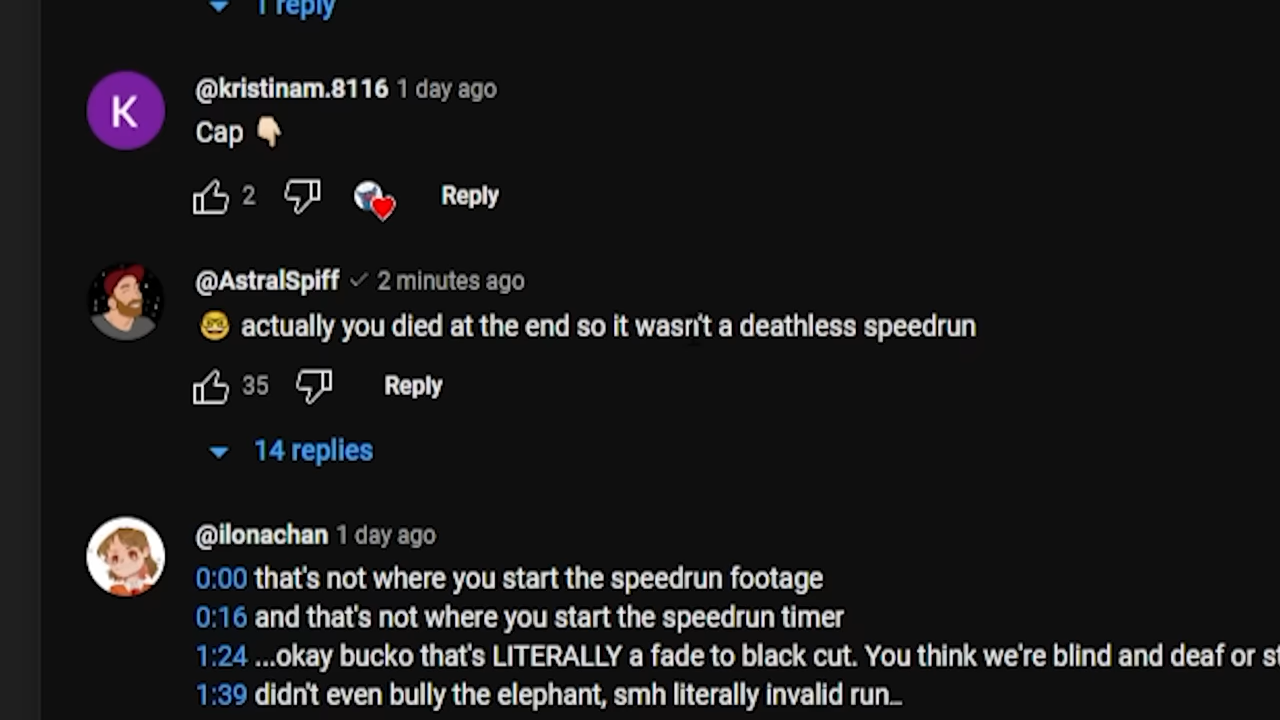 1 reply
K
@kristinam.8116 1 day ago
Cap 👇🏻
2 Reply
@AstralSpiff 2 minutes ago
🤓 actually you died at the end so it wasn't a deathless speedrun
35 Reply
14 replies
@ilonachan 1 day ago
0:00 that's not where you start the speedrun footage
0:16 and that's not where you start the speedrun timer
1:24 ...okay bucko that's LITERALLY a fade to black cut. You think we're blind and deaf or
1:39 didn't even bully the elephant, smh literally invalid run...